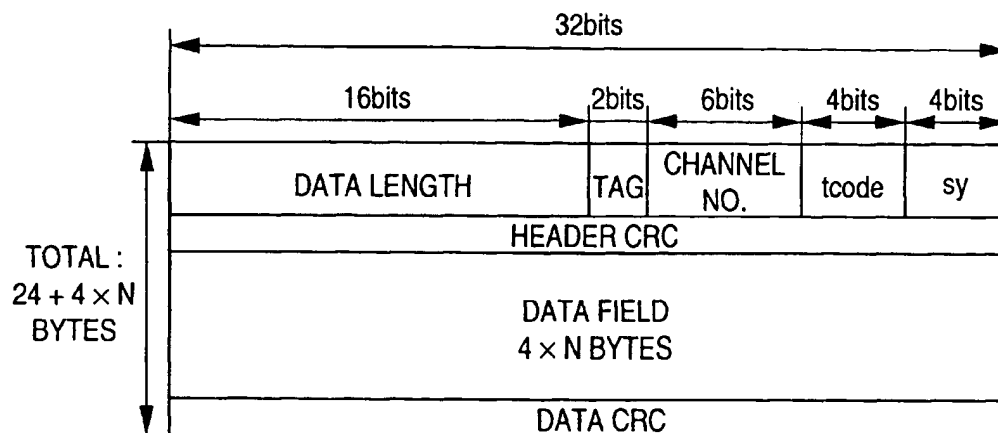 32bits
16bits 2bits 6bits 4bits 4bits
DATA LENGTH TAG CHANNEL NO. tcode sy
HEADER CRC
TOTAL :
24 + 4 × N
BYTES
DATA FIELD
4 × N BYTES
DATA CRC